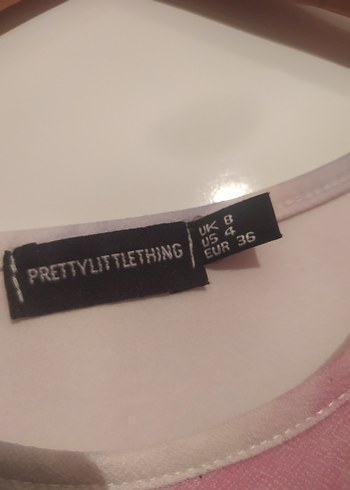 PRETTYLITTLETHING
UK 8
US 4
EUR 36